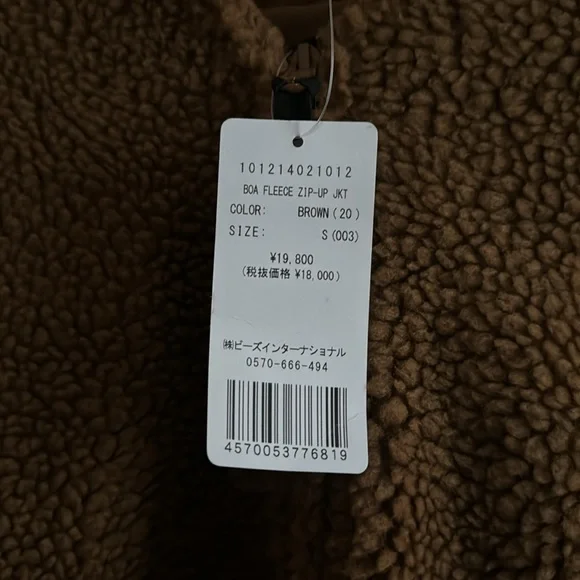 101214021012
BOA FLEECE ZIP-UP JKT
COLOR: BROWN(20)
SIZE: S(003)
¥19,800
(税抜価格 ¥18,000)
㈱ビーズインターナショナル
0570-666-494
4570053776819